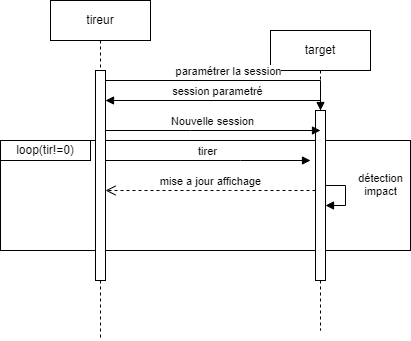 tireur
target
paramétrer la session
session parametré
Nouvelle session
loop(tir!=0)
tirer
mise a jour affichage
détection
impact